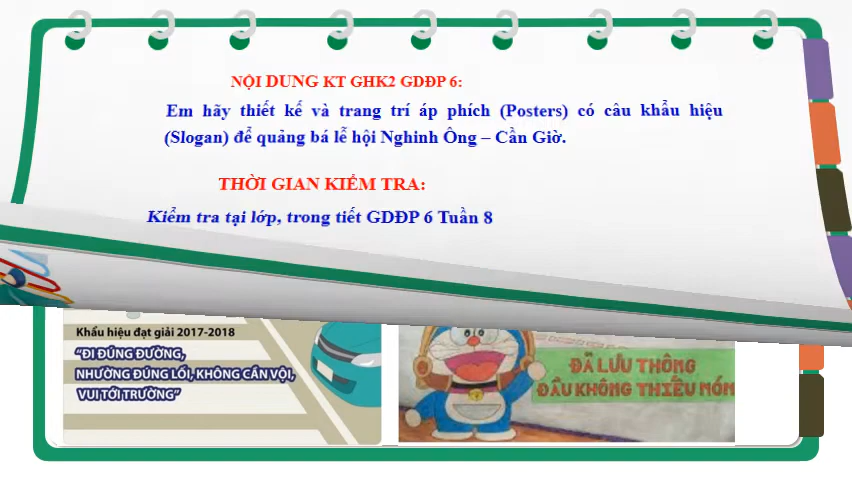 NỘI DUNG KT GHK2 GDĐP 6:
Em hãy thiết kế và trang trí áp phích (Posters) có câu khẩu hiệu
(Slogan) để quảng bá lễ hội Nghinh Ông – Cần Giờ.
THỜI GIAN KIỂM TRA:
Kiểm tra tại lớp, trong tiết GDĐP 6 Tuần 8
Khẩu hiệu đạt giải 2017-2018
“ĐI ĐÚNG ĐƯỜNG,
NHƯỜNG ĐÚNG LỐI, KHÔNG CẦN VỘI,
VUI TỚI TRƯỜNG”
ĐÃ LƯU THÔNG
ĐẦU KHÔNG THIẾU NÓN